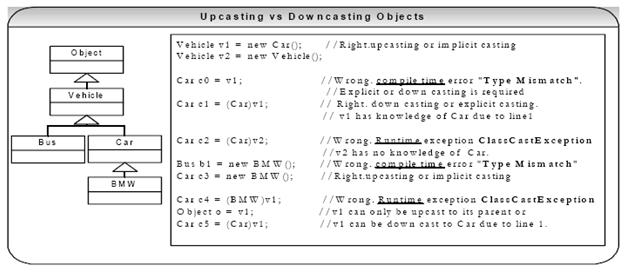 Upcasting vs Downcasting Objects
Object
Vehicle
Bus
Car
BMW
Vehicle v1 = new Car(); //Right.upcasting or implicit casting
Vehicle v2 = new Vehicle();
Car c0 = v1; //Wrong. compile time error "Type Mismatch".
//Explicit or down casting is required
Car c1 = (Car)v1; // Right. down casting or explicit casting.
// v1 has knowledge of Car due to line1
Car c2 = (Car)v2; //Wrong. Runtime exception ClassCastException
//v2 has no knowledge of Car.
Bus b1 = new BMW(); //Wrong. compile time error "Type Mismatch"
Car c3 = new BMW(); //Right.upcasting or implicit casting
Car c4 = (BMW)v1; //Wrong. Runtime exception ClassCastException
Object o = v1; //v1 can only be upcast to its parent or
Car c5 = (Car)v1; //v1 can be down cast to Car due to line 1.